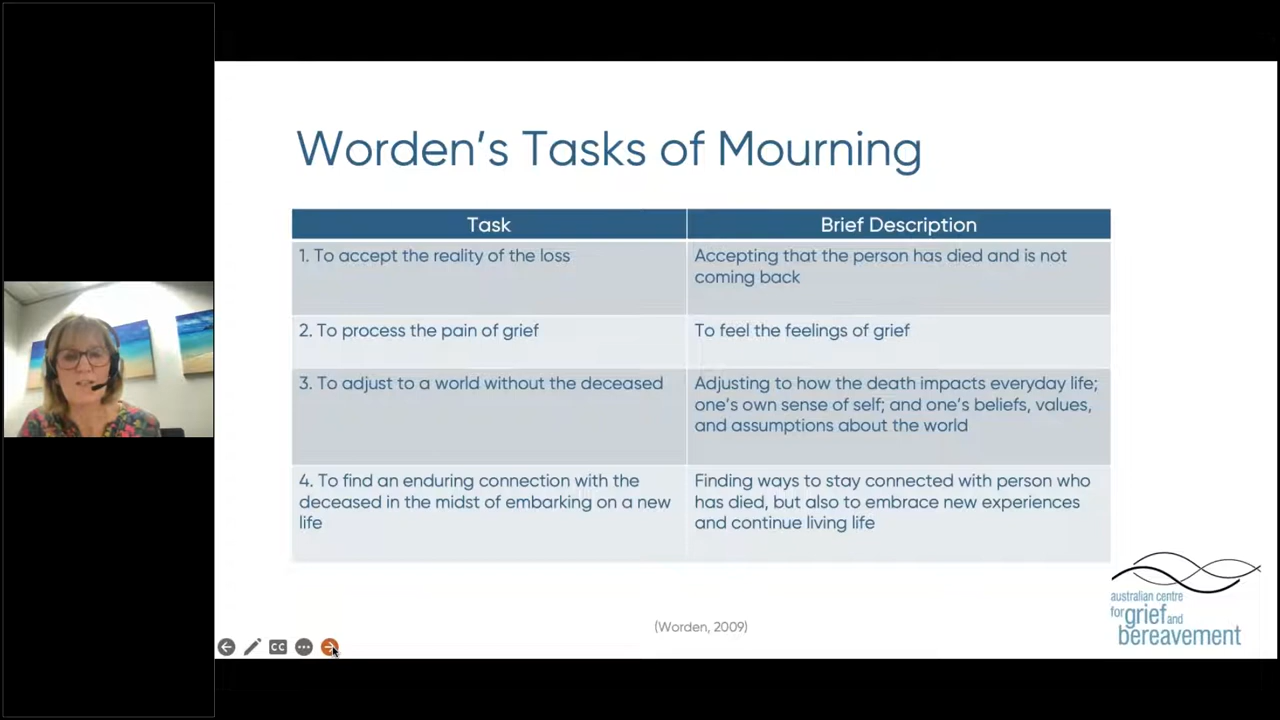 Worden's Tasks of Mourning
Task
Brief Description
1. To accept the reality of the loss
Accepting that the person has died and is not
coming back
2. To process the pain of grief
To feel the feelings of grief
3. To adjust to a world without the deceased
Adjusting to how the death impacts everyday life;
one's own sense of self; and one's beliefs, values,
and assumptions about the world
4. To find an enduring connection with the
deceased in the midst of embarking on a new
life
Finding ways to stay connected with person who
has died, but also to embrace new experiences
and continue living life
(Worden, 2009)
australian centre
for grief and
bereavement
CC